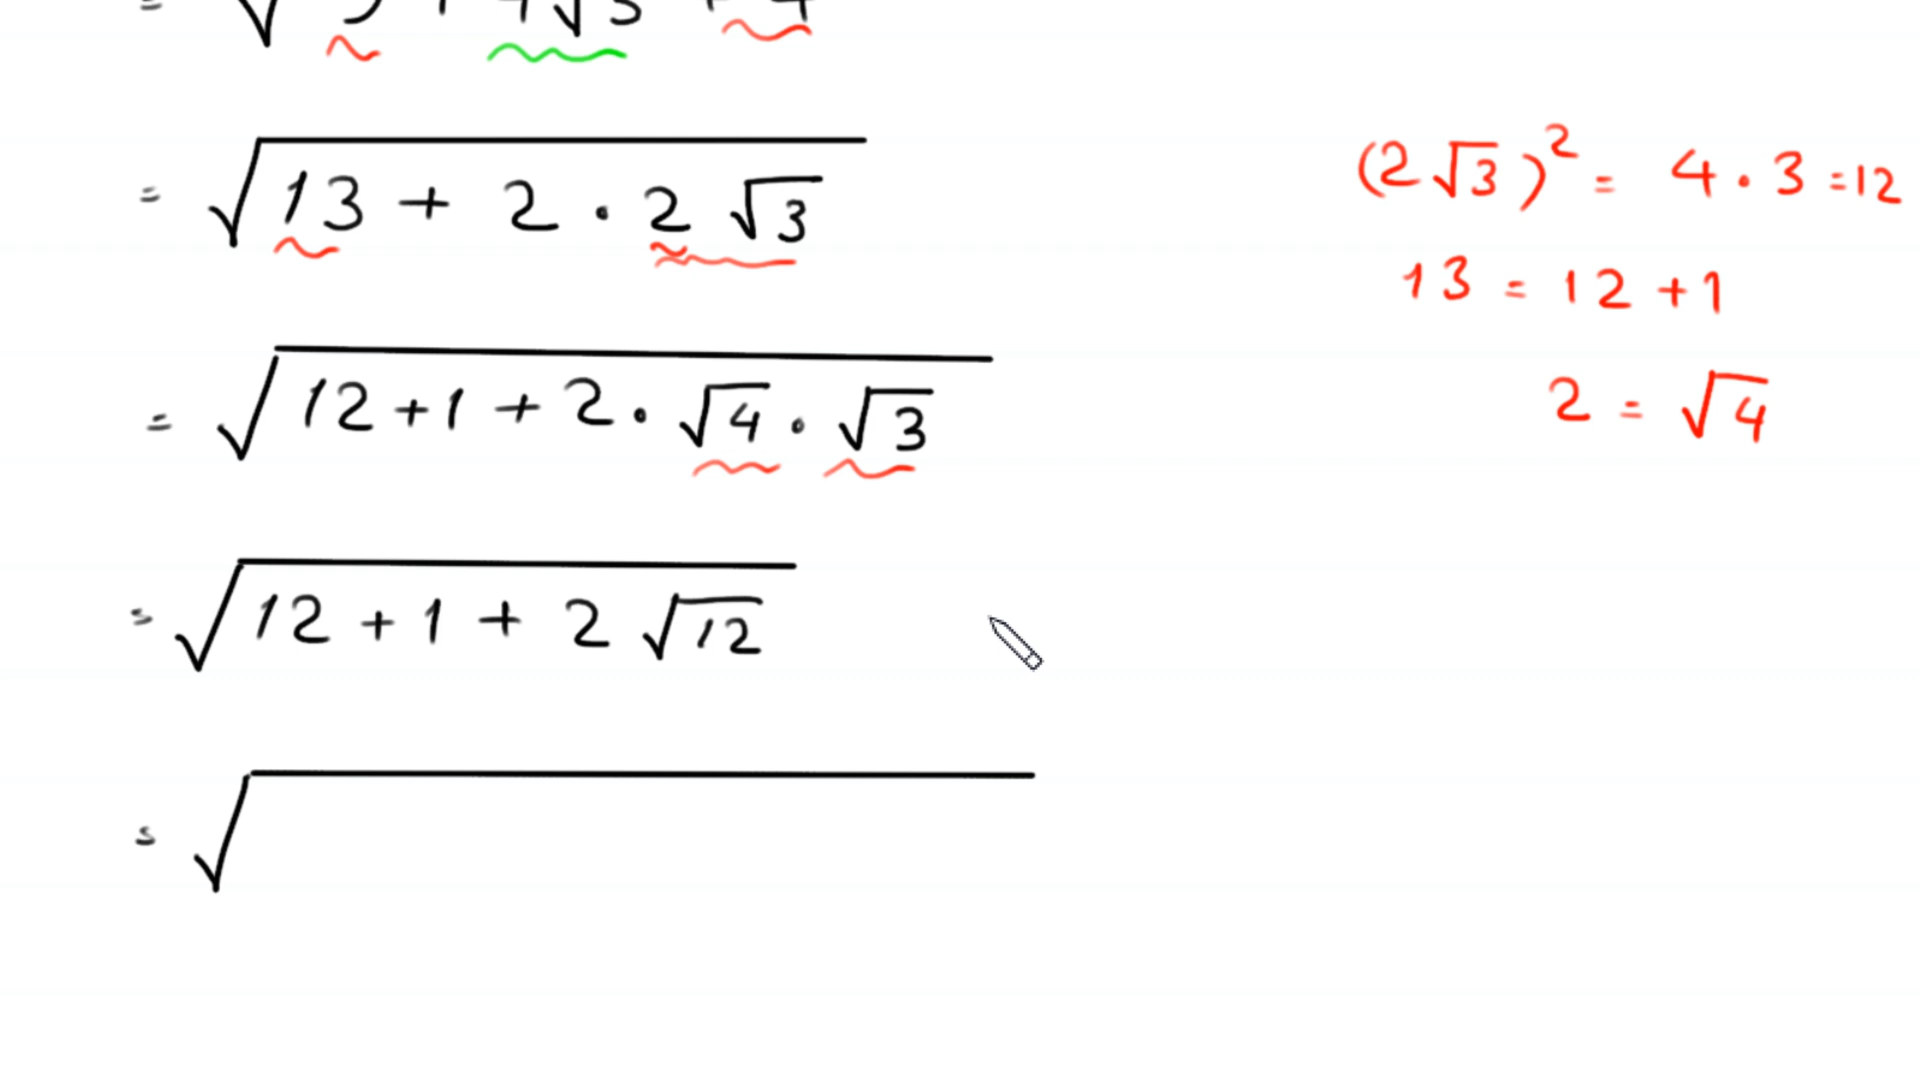 = √(13 + 2 · 2 √3)
= √(12 + 1 + 2 · √4 · √3)
= √(12 + 1 + 2 √12)
= √
(2 √3)² = 4 · 3 = 12
13 = 12 + 1
2 = √4